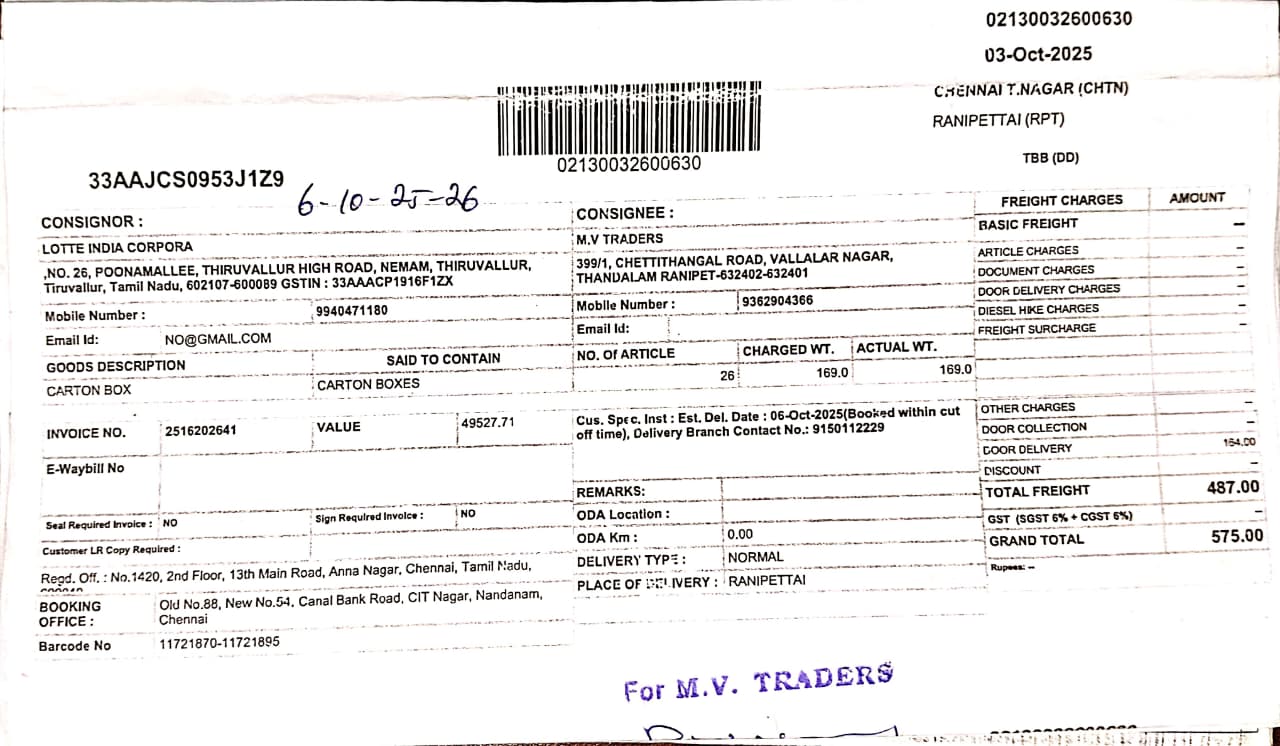 02130032600630
03-Oct-2025
CHENNAI T.NAGAR (CHTN)
RANIPETTAI (RPT)
TBB (DD)
02130032600630
33AAJCS0953J1Z9
6-10-25-26
CONSIGNOR :
LOTTE INDIA CORPORA
,NO. 26, POONAMALLEE, THIRUVALLUR HIGH ROAD, NEMAM, THIRUVALLUR,
Tiruvallur, Tamil Nadu, 602107-600089 GSTIN : 33AAACP1916F1ZX
Mobile Number : 9940471180
Email Id: NO@GMAIL.COM
GOODS DESCRIPTION SAID TO CONTAIN
CARTON BOX CARTON BOXES
INVOICE NO. 2516202641 VALUE 49527.71
E-Waybill No
Seal Required Invoice : NO Sign Required Invoice : NO
Customer LR Copy Required :
Regd. Off. : No.1420, 2nd Floor, 13th Main Road, Anna Nagar, Chennai, Tamil Nadu,
BOOKING OFFICE : Old No.88, New No.54, Canal Bank Road, CIT Nagar, Nandanam,
Chennai
Barcode No 11721870-11721895
CONSIGNEE :
M.V TRADERS
399/1, CHETTITHANGAL ROAD, VALLALAR NAGAR,
THANDALAM RANIPET-632402-632401
Mobile Number : 9362904366
Email Id:
NO. Of ARTICLE CHARGED WT. ACTUAL WT.
26 169.0 169.0
Cus. Spec. Inst : Est. Del. Date : 06-Oct-2025(Booked within cut
off time), Delivery Branch Contact No.: 9150112229
REMARKS:
ODA Location :
ODA Km : 0.00
DELIVERY TYPE : NORMAL
PLACE OF DELIVERY : RANIPETTAI
FREIGHT CHARGES AMOUNT
BASIC FREIGHT –
ARTICLE CHARGES –
DOCUMENT CHARGES –
DOOR DELIVERY CHARGES –
DIESEL HIKE CHARGES –
FREIGHT SURCHARGE –
OTHER CHARGES –
DOOR COLLECTION –
DOOR DELIVERY 164.00
DISCOUNT –
TOTAL FREIGHT 487.00
GST (SGST 6% + CGST 6%) –
GRAND TOTAL 575.00
Rupees: –
For M.V. TRADERS